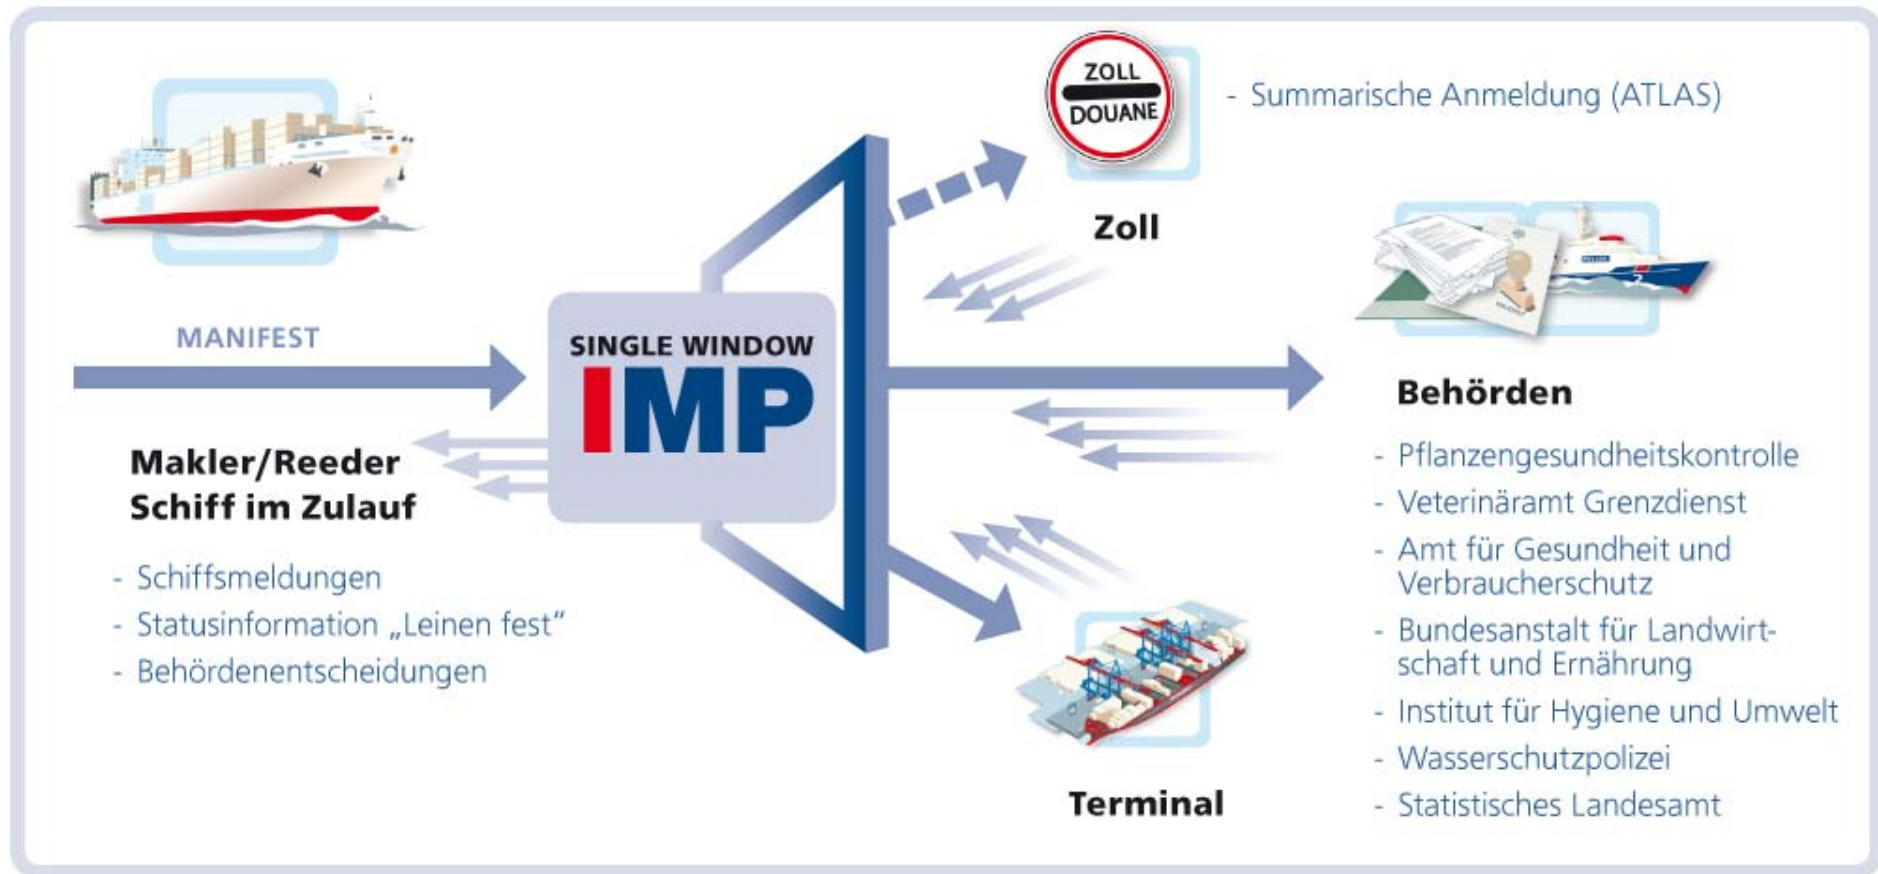 ZOLL
DOUANE
- Summarische Anmeldung (ATLAS)
Zoll
MANIFEST
SINGLE WINDOW
IMP
Makler/Reeder
Schiff im Zulauf
- Schiffsmeldungen
- Statusinformation „Leinen fest“
- Behördenentscheidungen
Behörden
- Pflanzengesundheitskontrolle
- Veterinäramt Grenzdienst
- Amt für Gesundheit und
Verbraucherschutz
- Bundesanstalt für Landwirt-
schaft und Ernährung
- Institut für Hygiene und Umwelt
- Wasserschutzpolizei
- Statistisches Landesamt
Terminal